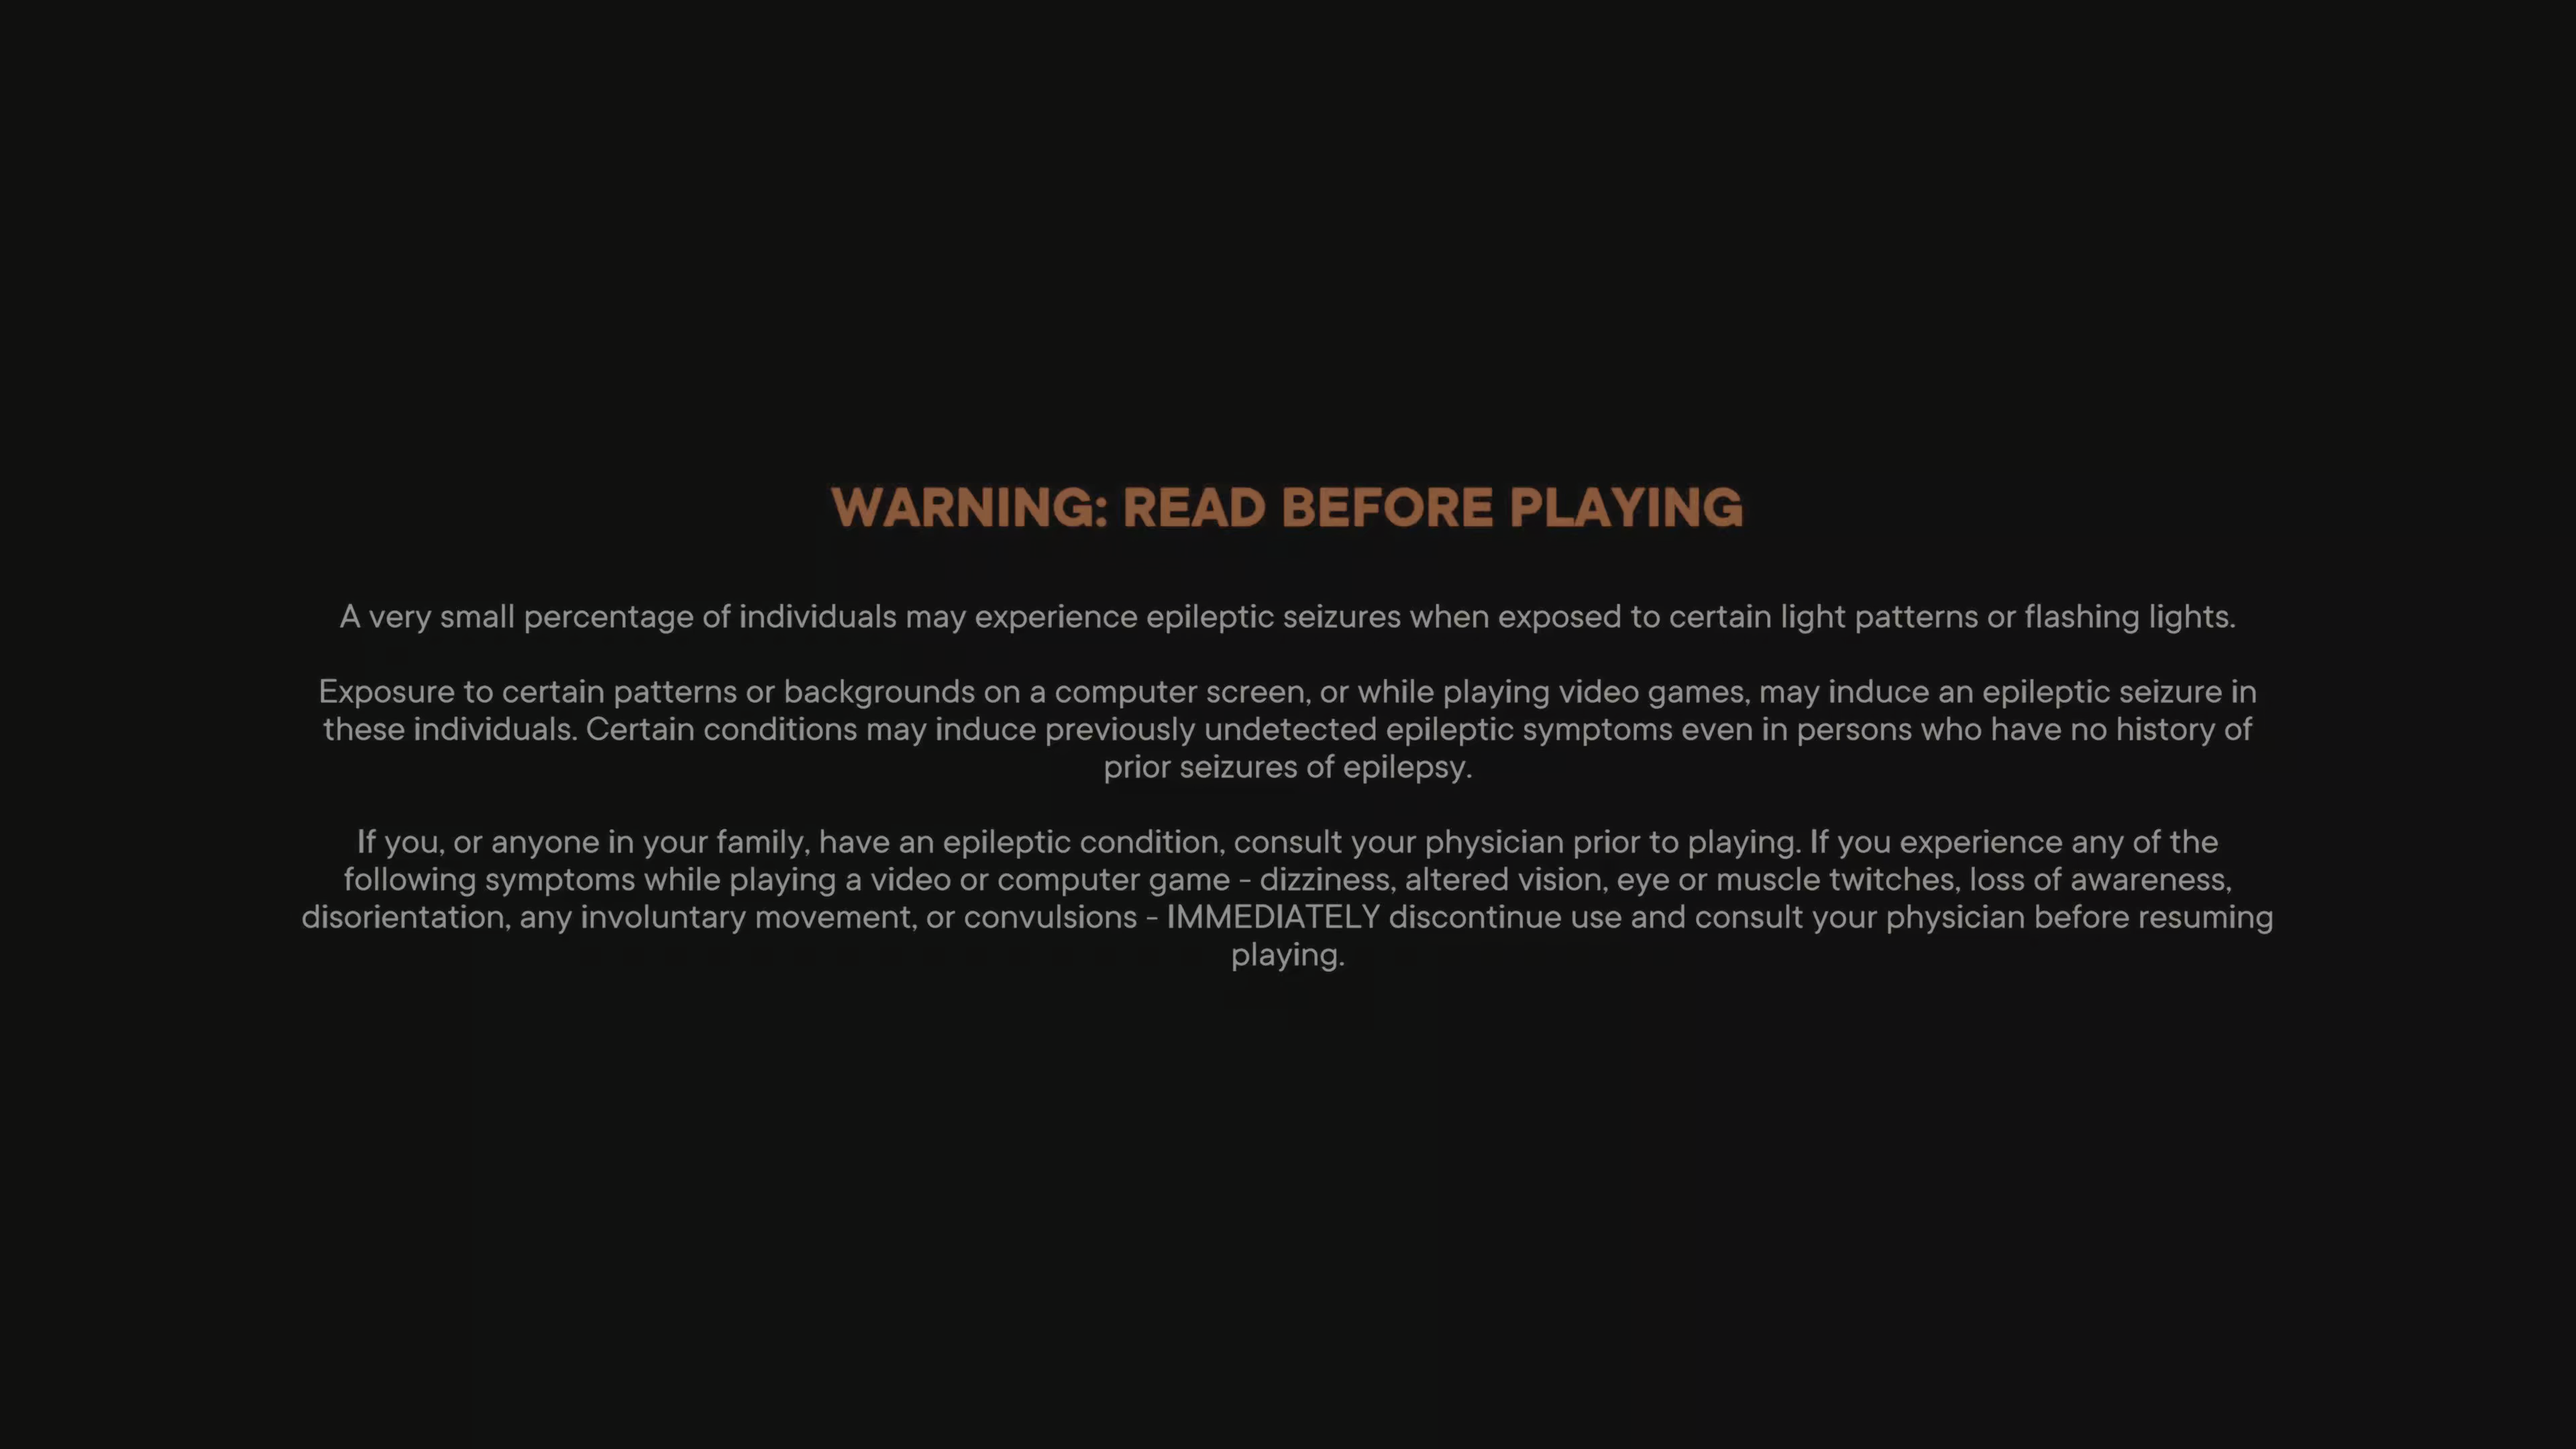 WARNING: READ BEFORE PLAYING
A very small percentage of individuals may experience epileptic seizures when exposed to certain light patterns or flashing lights.
Exposure to certain patterns or backgrounds on a computer screen, or while playing video games, may induce an epileptic seizure in
these individuals. Certain conditions may induce previously undetected epileptic symptoms even in persons who have no history of
prior seizures of epilepsy.
If you, or anyone in your family, have an epileptic condition, consult your physician prior to playing. If you experience any of the
following symptoms while playing a video or computer game - dizziness, altered vision, eye or muscle twitches, loss of awareness,
disorientation, any involuntary movement, or convulsions - IMMEDIATELY discontinue use and consult your physician before resuming
playing.